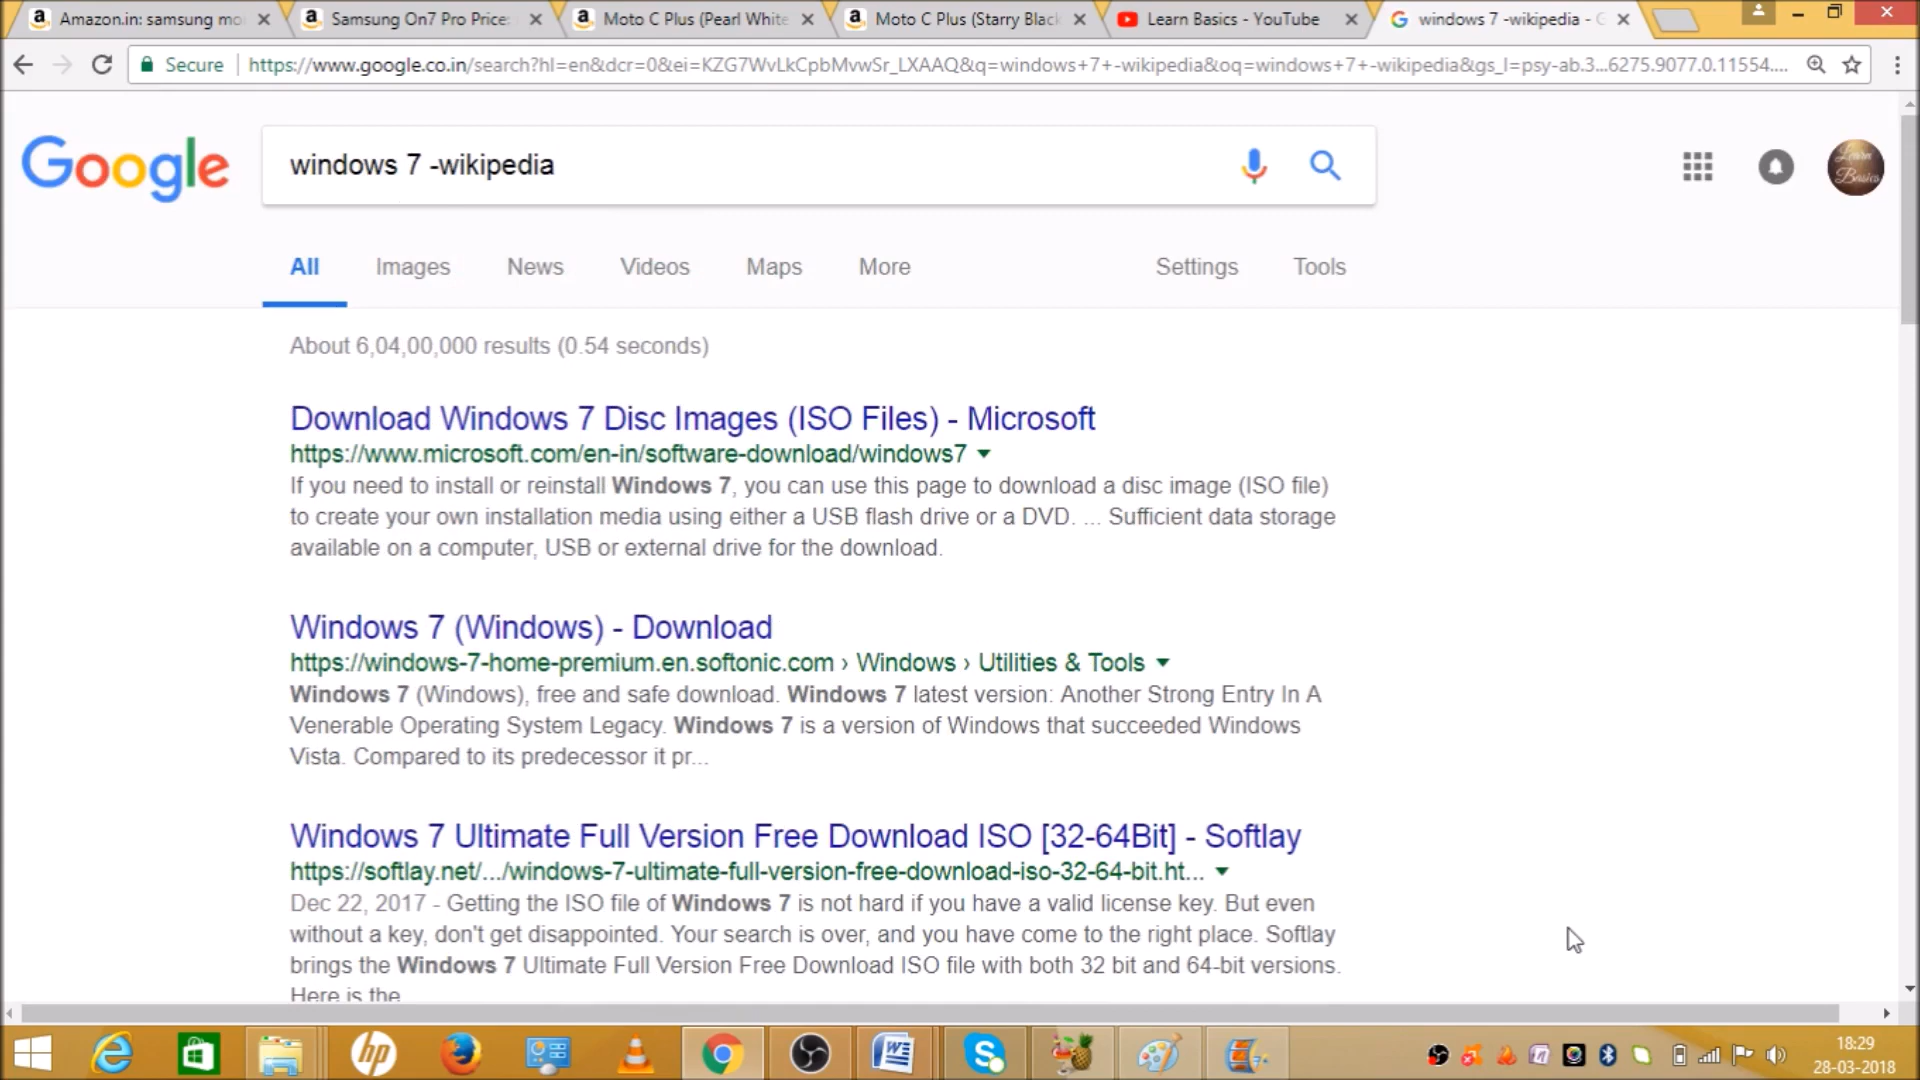 Amazon.in: samsung mo
Samsung On7 Pro Price:
Moto C Plus (Pearl White
Moto C Plus (Starry Black
Learn Basics - YouTube
windows 7 -wikipedia - G
Secure
https://www.google.co.in/search?hl=en&dcr=0&ei=KZG7WvLkCpbMvwSr_LXAAQ&q=windows+7+-wikipedia&oq=windows+7+-wikipedia&gs_l=psy-ab.3...6275.9077.0.11554....
Google
windows 7 -wikipedia
Learn
Basics
All Images News Videos Maps More Settings Tools
About 6,04,00,000 results (0.54 seconds)
Download Windows 7 Disc Images (ISO Files) - Microsoft
https://www.microsoft.com/en-in/software-download/windows7
If you need to install or reinstall Windows 7, you can use this page to download a disc image (ISO file)
to create your own installation media using either a USB flash drive or a DVD. ... Sufficient data storage
available on a computer, USB or external drive for the download.
Windows 7 (Windows) - Download
https://windows-7-home-premium.en.softonic.com › Windows › Utilities & Tools
Windows 7 (Windows), free and safe download. Windows 7 latest version: Another Strong Entry In A
Venerable Operating System Legacy. Windows 7 is a version of Windows that succeeded Windows
Vista. Compared to its predecessor it pr...
Windows 7 Ultimate Full Version Free Download ISO [32-64Bit] - Softlay
https://softlay.net/.../windows-7-ultimate-full-version-free-download-iso-32-64-bit.ht...
Dec 22, 2017 - Getting the ISO file of Windows 7 is not hard if you have a valid license key. But even
without a key, don't get disappointed. Your search is over, and you have come to the right place. Softlay
brings the Windows 7 Ultimate Full Version Free Download ISO file with both 32 bit and 64-bit versions.
Here is the
hp
18:29
28-03-2018